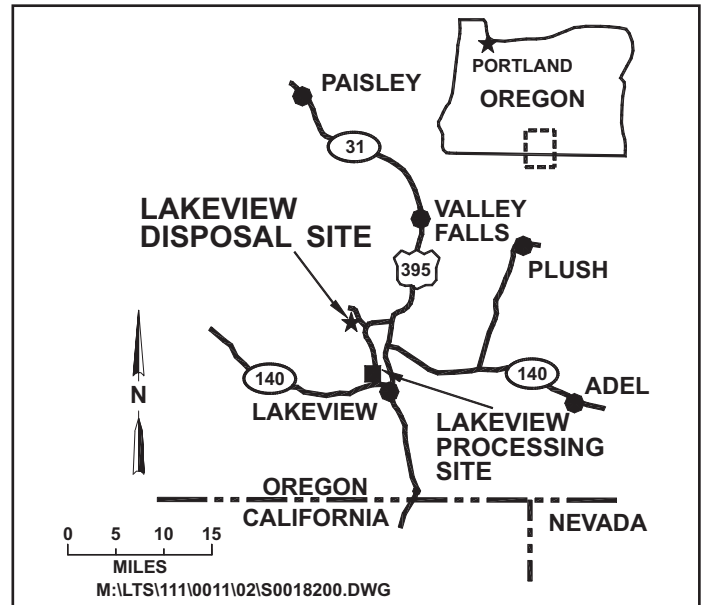 PORTLAND
OREGON
PAISLEY
31
LAKEVIEW
DISPOSAL SITE
VALLEY
FALLS
395
PLUSH
N
140
140
ADEL
LAKEVIEW
LAKEVIEW
PROCESSING
SITE
OREGON
CALIFORNIA
NEVADA
0 5 10 15
MILES
M:\LTS\111\0011\02\S0018200.DWG